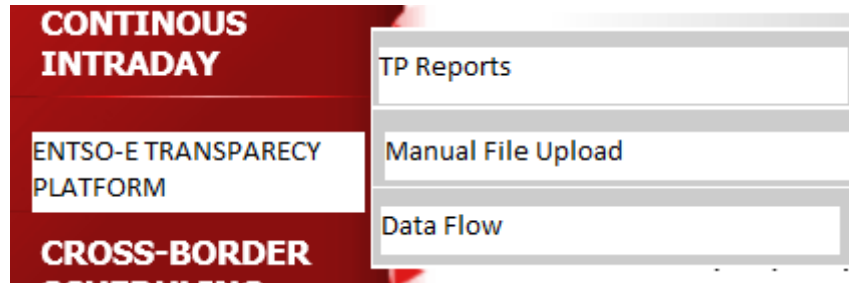 CONTINOUS
INTRADAY
TP Reports
ENTSO-E TRANSPARECY
PLATFORM
Manual File Upload
Data Flow
CROSS-BORDER